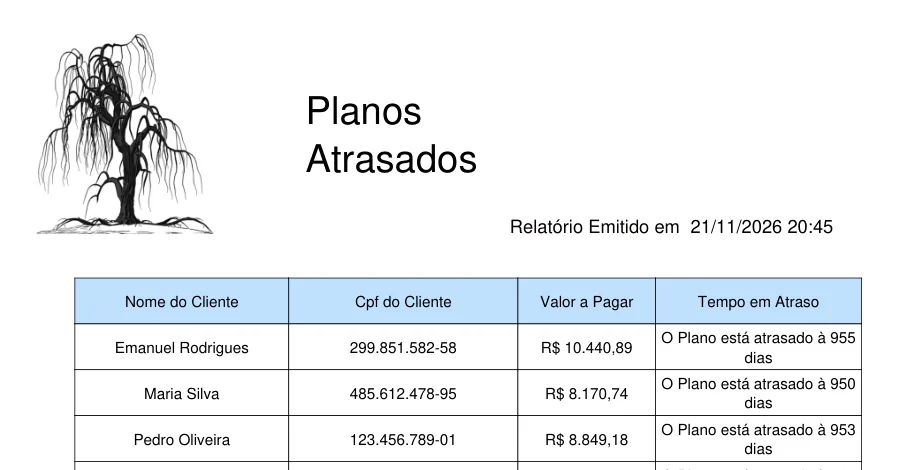 Planos
Atrasados
Relatório Emitido em 21/11/2026 20:45
Nome do Cliente Cpf do Cliente Valor a Pagar Tempo em Atraso
Emanuel Rodrigues 299.851.582-58 R$ 10.440,89 O Plano está atrasado à 955
dias
Maria Silva 485.612.478-95 R$ 8.170,74 O Plano está atrasado à 950
dias
Pedro Oliveira 123.456.789-01 R$ 8.849,18 O Plano está atrasado à 953
dias